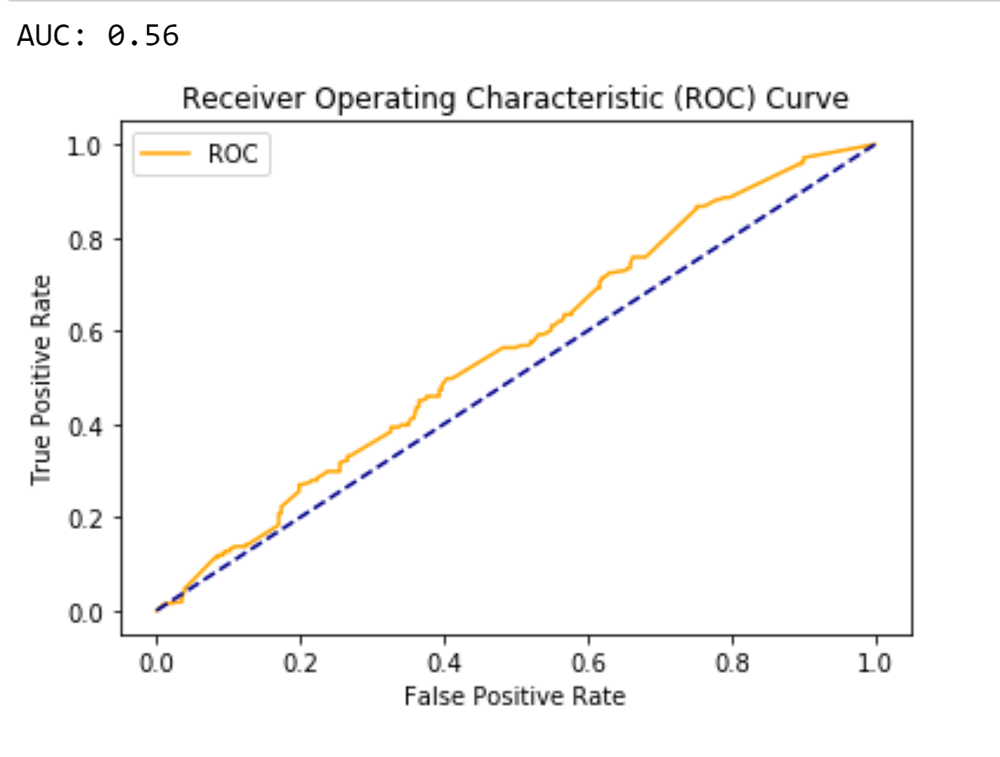 AUC: 0.56
Receiver Operating Characteristic (ROC) Curve
ROC
1.0
0.8
0.6
0.4
0.2
0.0
True Positive Rate
0.0 0.2 0.4 0.6 0.8 1.0
False Positive Rate